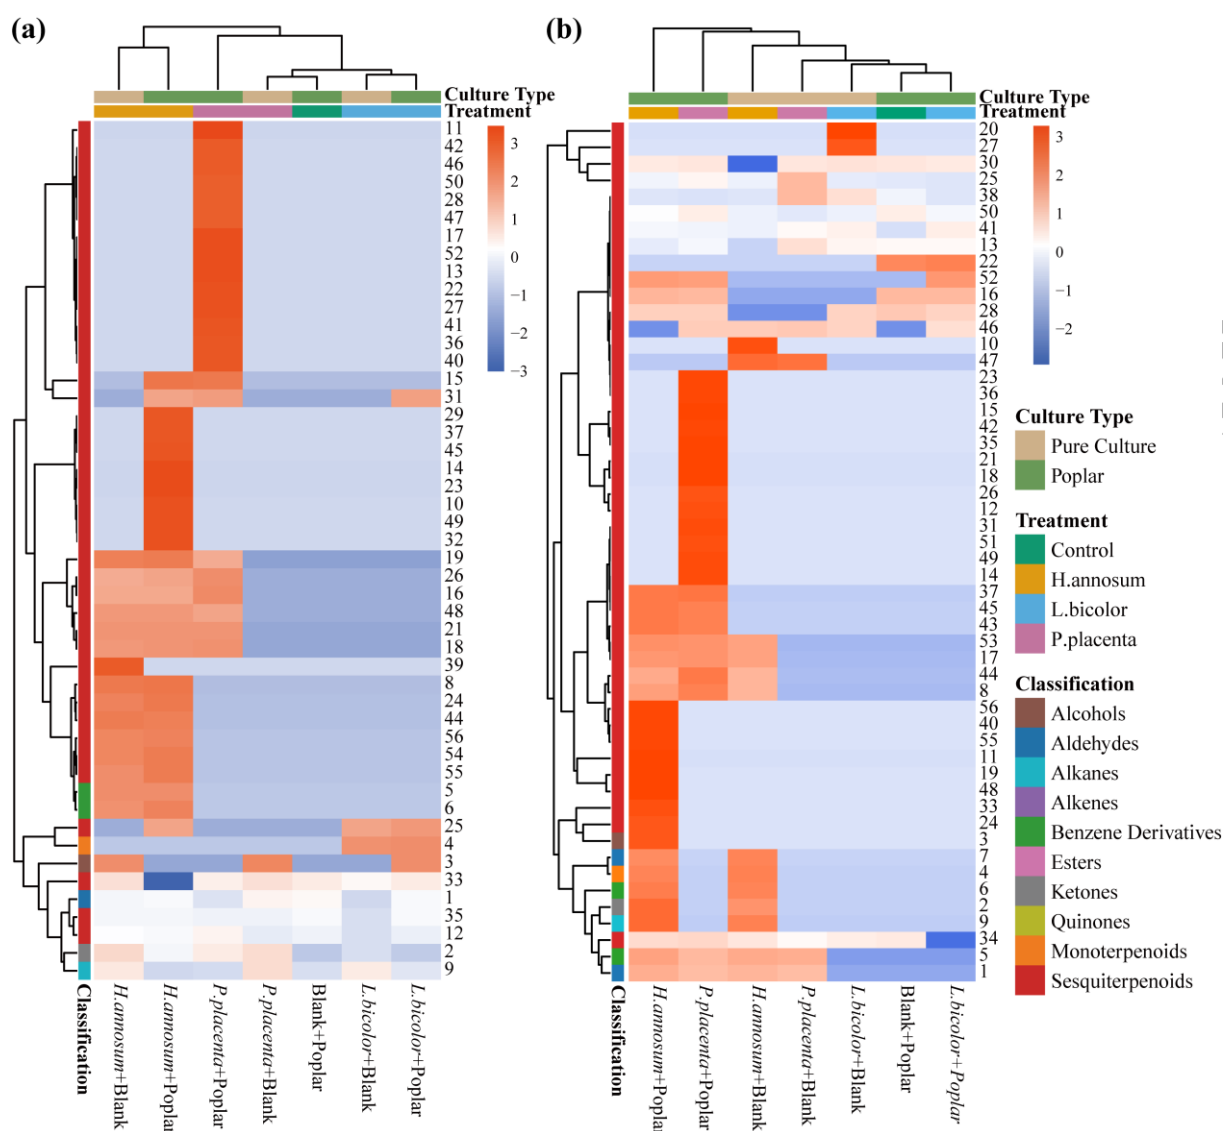 (a)
Culture Type
Treatment
11
42
46
50
28
47
17
52
13
22
27
41
36
40
15
31
29
37
45
14
23
10
49
32
19
26
16
48
21
18
39
8
24
44
56
54
55
5
6
25
4
3
33
1
35
12
2
9
3
2
1
0
−1
−2
−3
Classification
H.annosum+Blank
H.annosum+Poplar
P.placenta+Poplar
P.placenta+Blank
Blank+Poplar
L.bicolor+Blank
L.bicolor+Poplar
(b)
Culture Type
Treatment
20
27
30
25
38
50
41
13
22
52
16
28
46
10
47
23
36
15
42
35
21
18
26
12
31
51
49
14
37
45
43
53
17
44
8
56
40
55
11
19
48
33
24
3
7
4
6
2
9
34
5
1
3
2
1
0
−1
−2
Classification
H.annosum+Poplar
P.placenta+Poplar
H.annosum+Blank
P.placenta+Blank
L.bicolor+Blank
Blank+Poplar
L.bicolor+Poplar
Culture Type
Pure Culture
Poplar
Treatment
Control
H.annosum
L.bicolor
P.placenta
Classification
Alcohols
Aldehydes
Alkanes
Alkenes
Benzene Derivatives
Esters
Ketones
Quinones
Monoterpenoids
Sesquiterpenoids